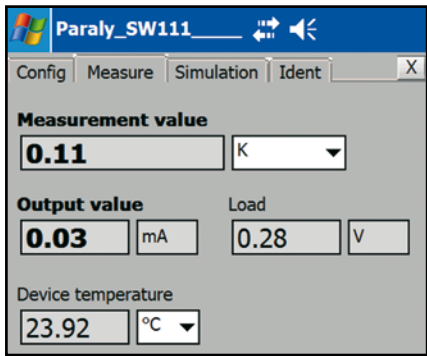 Paraly_SW111____
Config Measure Simulation Ident X
Measurement value
0.11 K
Output value Load
0.03 mA 0.28 V
Device temperature
23.92 °C